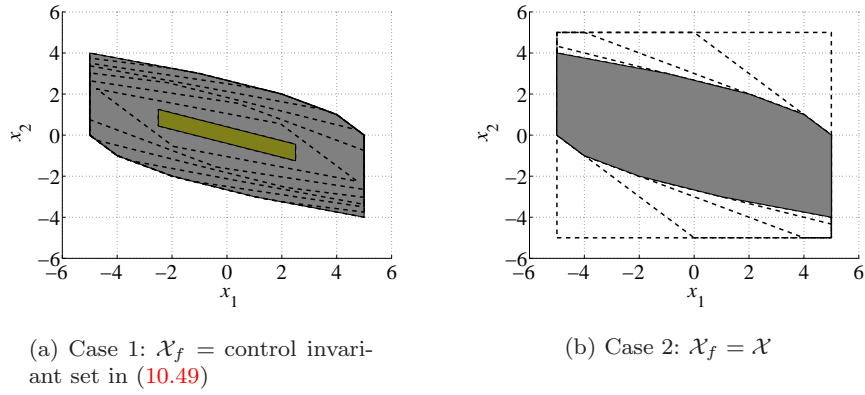 6
4
2
0
−2
−4
−6
x2
−6 −4 −2 0 2 4 6
x1
(a) Case 1: 𝒳f = control invari-
ant set in (10.49)
6
4
2
0
−2
−4
−6
x2
−6 −4 −2 0 2 4 6
x1
(b) Case 2: 𝒳f = 𝒳